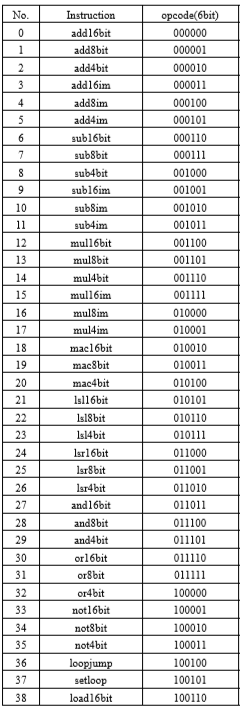 No. Instruction opcode(6bit)
0 add16bit 000000
1 add8bit 000001
2 add4bit 000010
3 add16im 000011
4 add8im 000100
5 add4im 000101
6 sub16bit 000110
7 sub8bit 000111
8 sub4bit 001000
9 sub16im 001001
10 sub8im 001010
11 sub4im 001011
12 mul16bit 001100
13 mul8bit 001101
14 mul4bit 001110
15 mul16im 001111
16 mul8im 010000
17 mul4im 010001
18 mac16bit 010010
19 mac8bit 010011
20 mac4bit 010100
21 lsl16bit 010101
22 lsl8bit 010110
23 lsl4bit 010111
24 lsr16bit 011000
25 lsr8bit 011001
26 lsr4bit 011010
27 and16bit 011011
28 and8bit 011100
29 and4bit 011101
30 or16bit 011110
31 or8bit 011111
32 or4bit 100000
33 not16bit 100001
34 not8bit 100010
35 not4bit 100011
36 loopjump 100100
37 setloop 100101
38 load16bit 100110